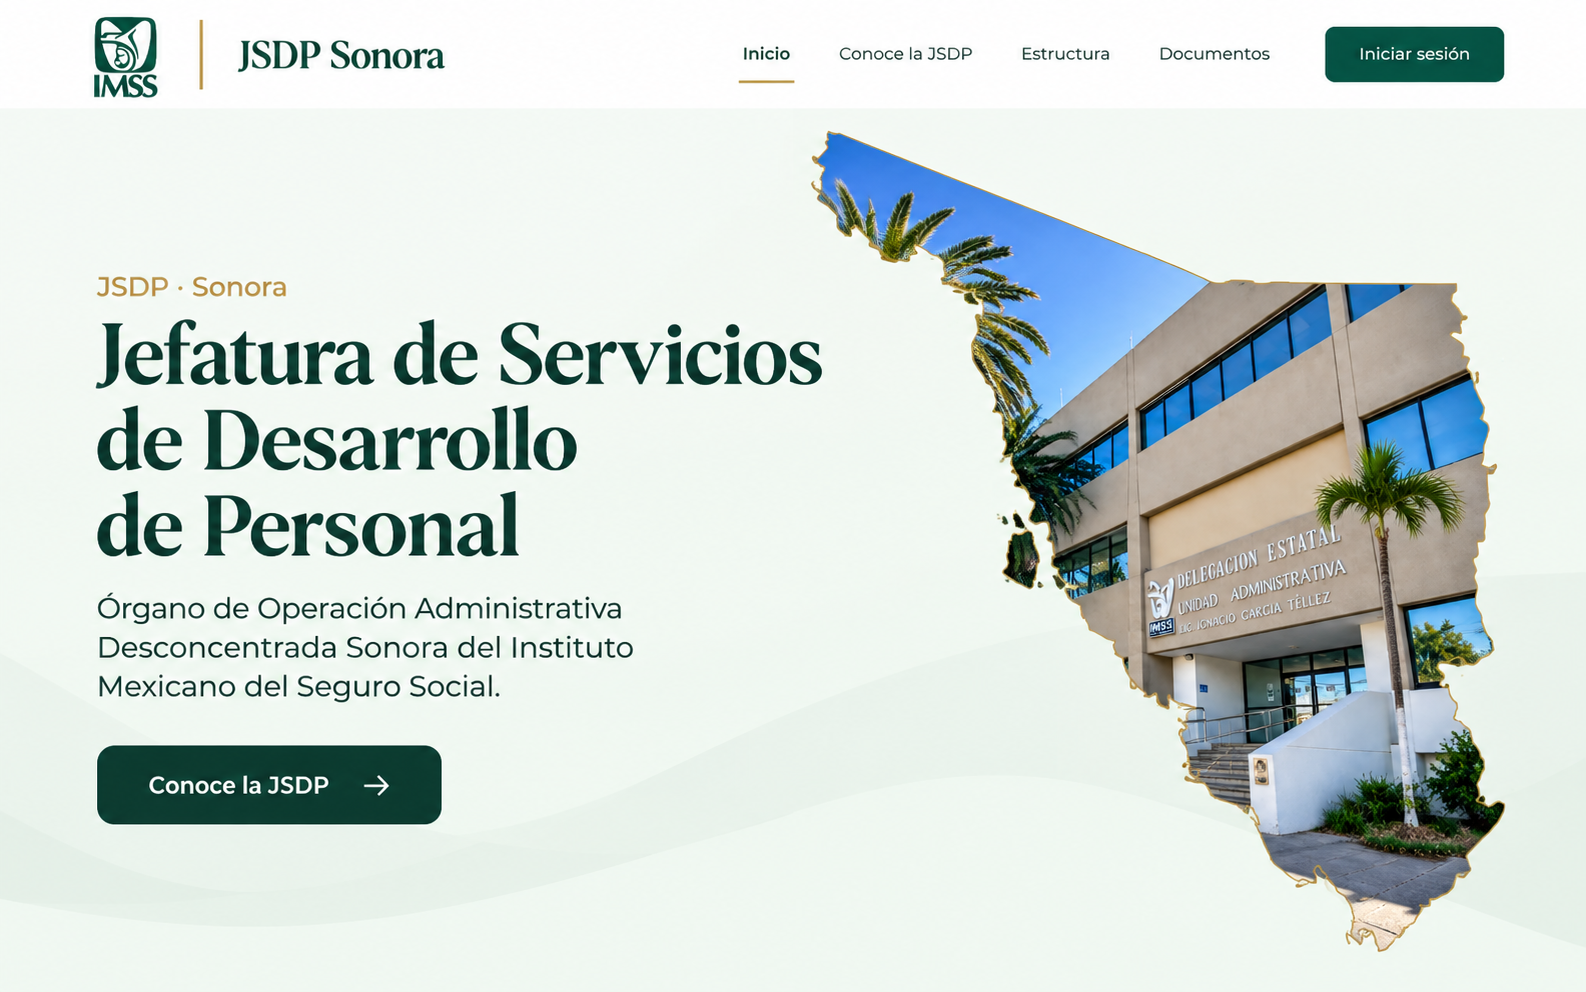 IMSS
JSDP Sonora
Inicio
Conoce la JSDP
Estructura
Documentos
Iniciar sesión
JSDP · Sonora
Jefatura de Servicios
de Desarrollo
de Personal
Órgano de Operación Administrativa
Desconcentrada Sonora del Instituto
Mexicano del Seguro Social.
Conoce la JSDP
DELEGACION ESTATAL
UNIDAD ADMINISTRATIVA
LIC IGNACIO GARCIA TÉLLEZ
IMSS